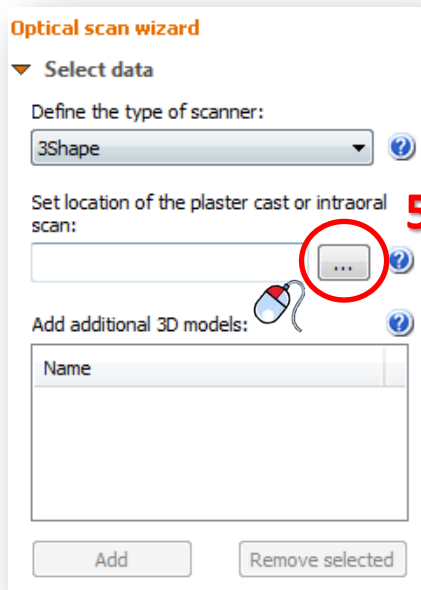 Optical scan wizard
Select data
Define the type of scanner:
3Shape
?
Set location of the plaster cast or intraoral
scan:
5
...
?
Add additional 3D models:
?
Name
Add
Remove selected